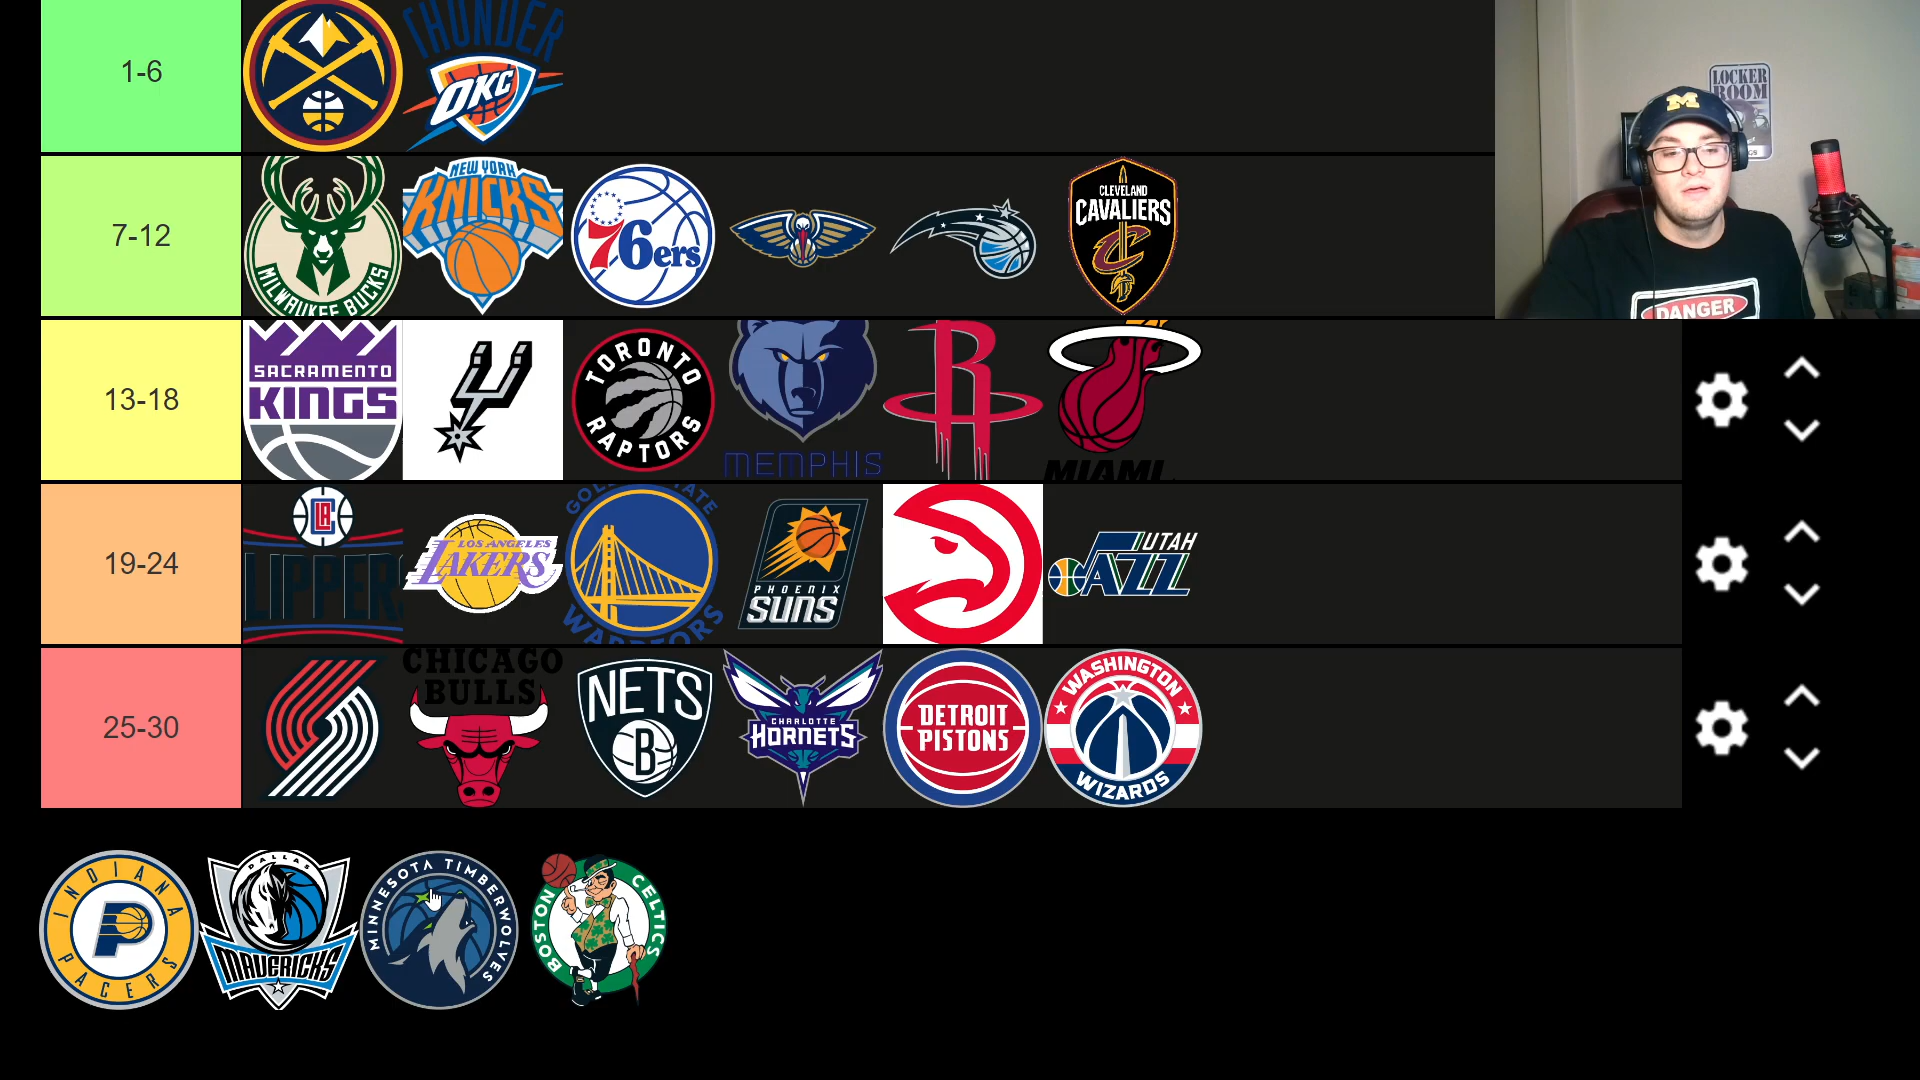 1-6
THUNDER
OKC
LOCKER
ROOM
M
7-12
MILWAUKEE BUCKS
NEW YORK
KNICKS
76ers
CLEVELAND
CAVALIERS
C
DANGER
13-18
SACRAMENTO
KINGS
TORONTO
RAPTORS
MEMPHIS
R
MIAMI
19-24
LA
CLIPPERS
LOS ANGELES
LAKERS
GOLDEN STATE
WARRIORS
PHOENIX
SUNS
UTAH
JAZZ
25-30
CHICAGO
BULLS
NETS
B
CHARLOTTE
HORNETS
DETROIT
PISTONS
WASHINGTON
WIZARDS
INDIANA
P
PACERS
DALLAS
MAVERICKS
MINNESOTA TIMBERWOLVES
BOSTON
CELTICS